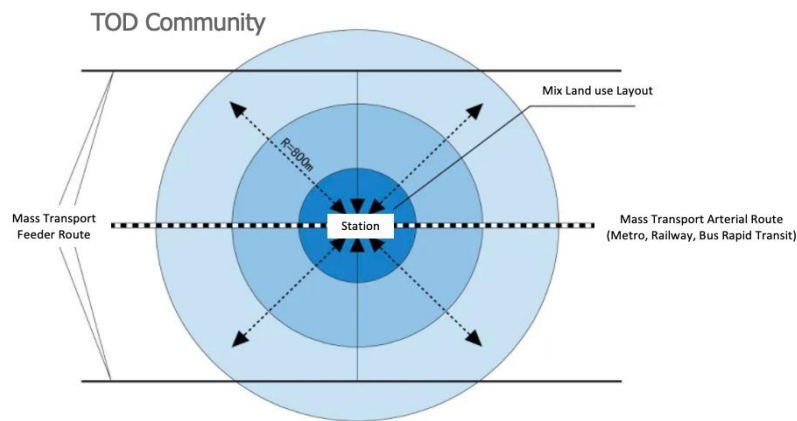 TOD Community
Mix Land use Layout
R=800m
Mass Transport
Feeder Route
Station
Mass Transport Arterial Route
(Metro, Railway, Bus Rapid Transit)